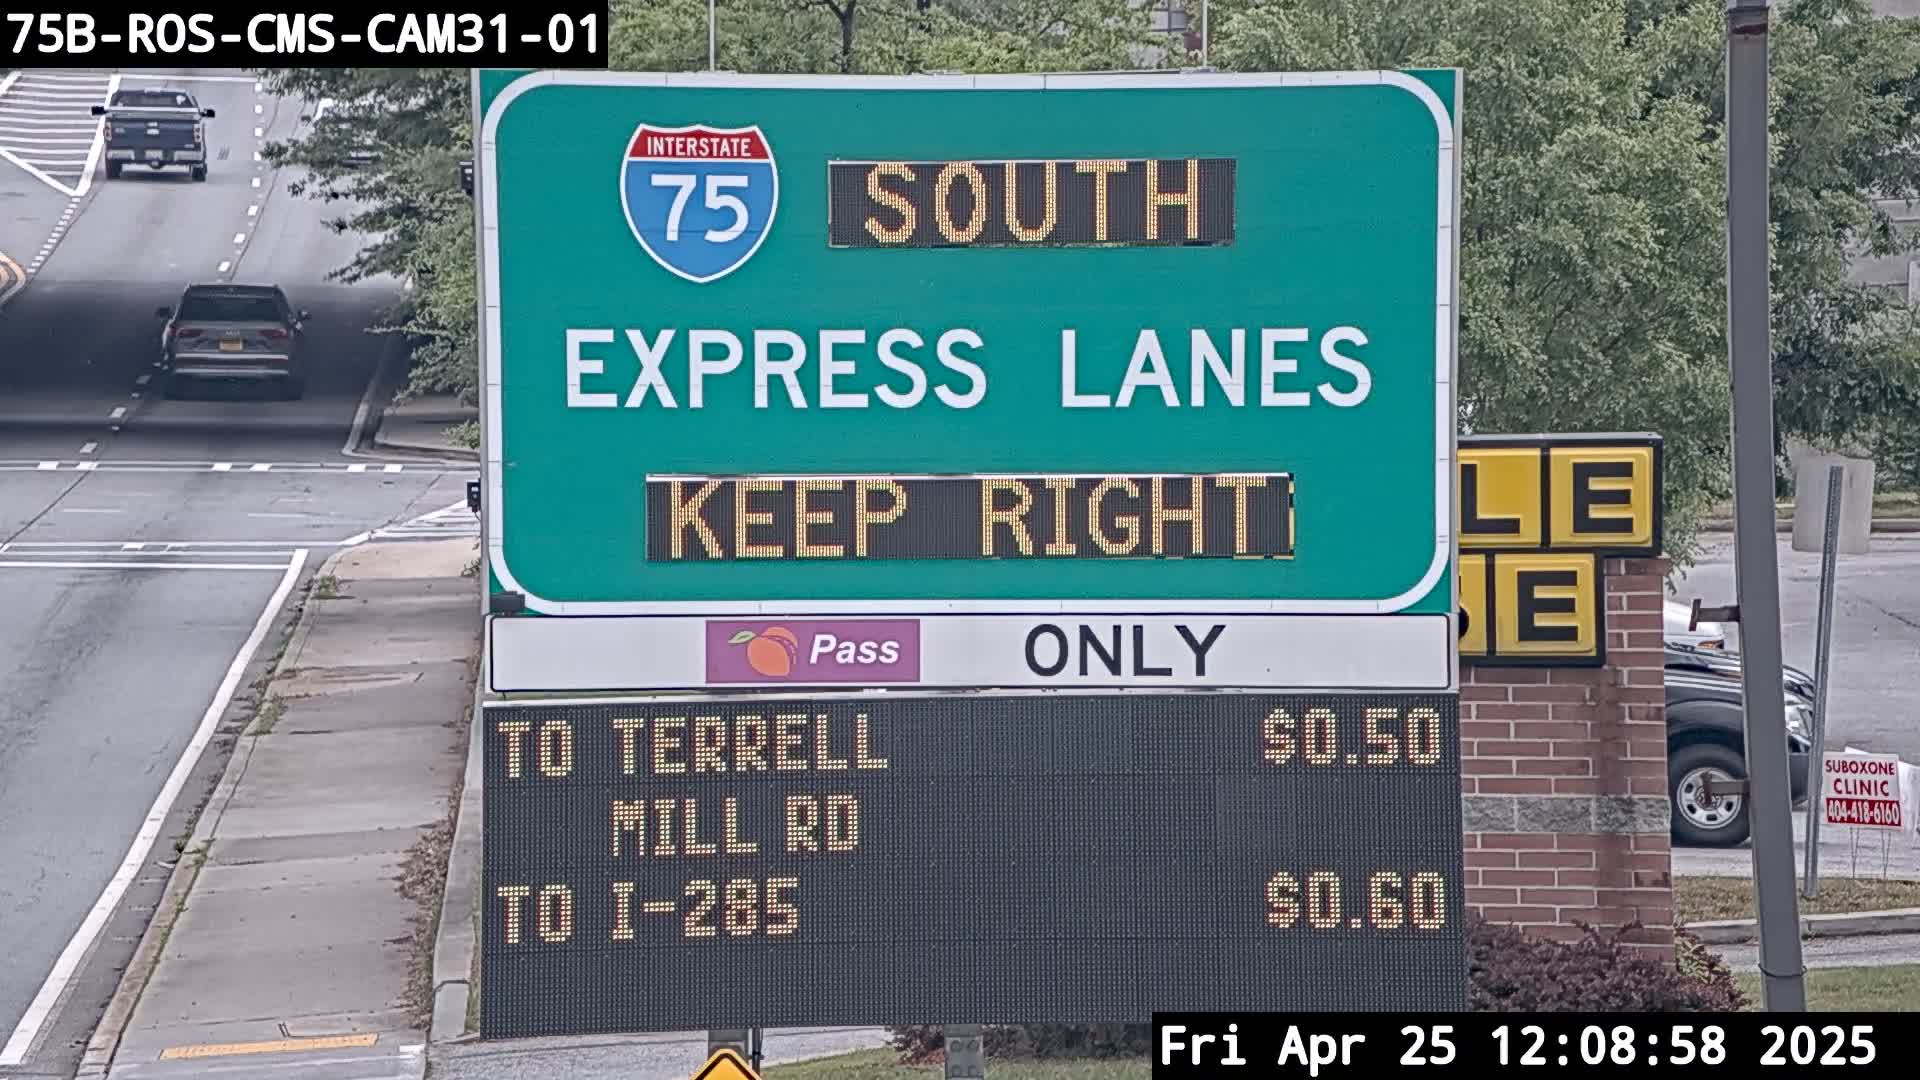 75B-ROS-CMS-CAM31-01
INTERSTATE
75
SOUTH
EXPRESS LANES
KEEP RIGHT
Pass ONLY
TO TERRELL $0.50
MILL RD
TO I-285 $0.60
LE
E
SUBOXONE
CLINIC
404-418-6160
Fri Apr 25 12:08:58 2025